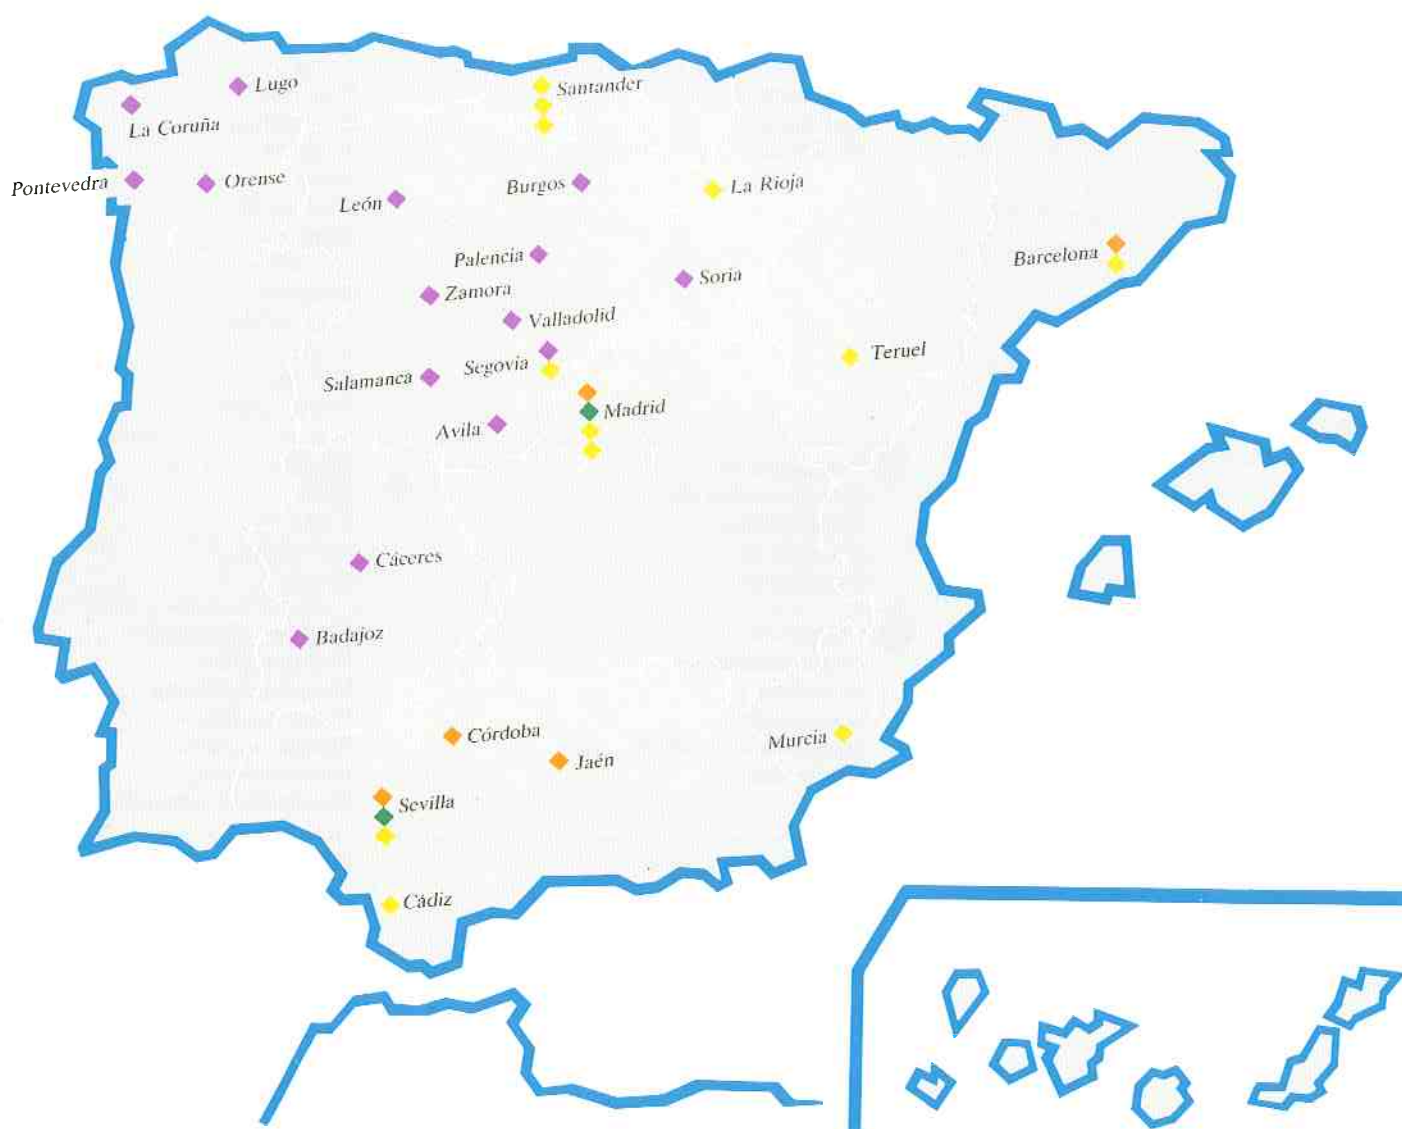 Lugo
Santander
La Coruña
Pontevedra
Orense
León
Burgos
La Rioja
Palencia
Soria
Barcelona
Zamora
Valladolid
Teruel
Segovia
Salamanca
Madrid
Avila
Cáceres
Badajoz
Córdoba
Murcia
Jaén
Sevilla
Cádiz